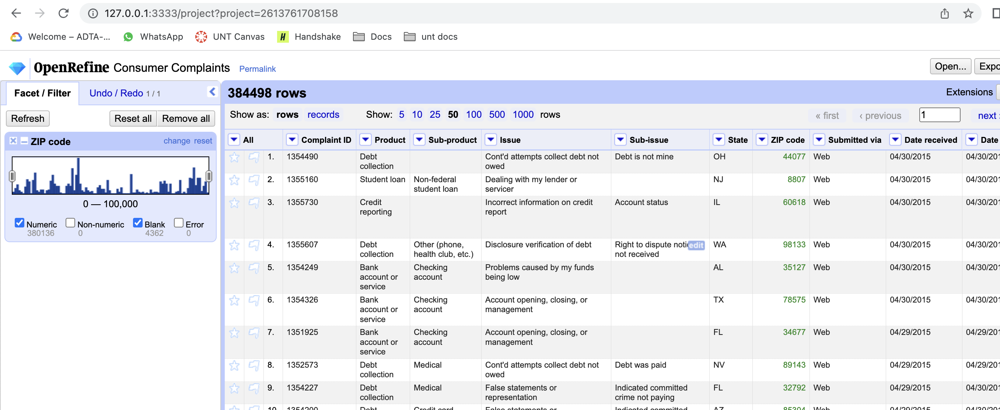 127.0.0.1:3333/project?project=2613761708158
Welcome – ADTA-... WhatsApp UNT Canvas H Handshake Docs unt docs
OpenRefine Consumer Complaints Permalink Open... Expo
Facet / Filter Undo / Redo 1 / 1 384498 rows Extensions
Refresh Reset all Remove all Show as: rows records Show: 5 10 25 50 100 500 1000 rows « first ‹ previous 1 next ›
ZIP code change reset
0 — 100,000
Numeric Non-numeric Blank Error
380136 0 4362 0
All Complaint ID Product Sub-product Issue Sub-issue State ZIP code Submitted via Date received Date
1. 1354490 Debt Cont'd attempts collect debt not Debt is not mine OH 44077 Web 04/30/2015 04/30/201
collection owed
2. 1355160 Student loan Non-federal Dealing with my lender or NJ 8807 Web 04/30/2015 04/30/201
student loan servicer
3. 1355730 Credit Incorrect information on credit Account status IL 60618 Web 04/30/2015 04/30/201
reporting report
4. 1355607 Debt Other (phone, Disclosure verification of debt Right to dispute notic edit WA 98133 Web 04/30/2015 04/30/201
collection health club, etc.) not received
5. 1354249 Bank Checking Problems caused by my funds AL 35127 Web 04/30/2015 04/30/201
account or account being low
service
6. 1354326 Bank Checking Account opening, closing, or TX 78575 Web 04/30/2015 04/30/201
account or account management
service
7. 1351925 Bank Checking Account opening, closing, or FL 34677 Web 04/29/2015 04/29/201
account or account management
service
8. 1352573 Debt Medical Cont'd attempts collect debt not Debt was paid NV 89143 Web 04/29/2015 04/29/201
collection owed
9. 1354227 Debt Medical False statements or Indicated committed FL 32792 Web 04/29/2015 04/30/201
collection representation crime not paying
10. 1354200 Debt Credit card False statements or Indicated committed AZ 85304 Web 04/29/2015 04/30/201